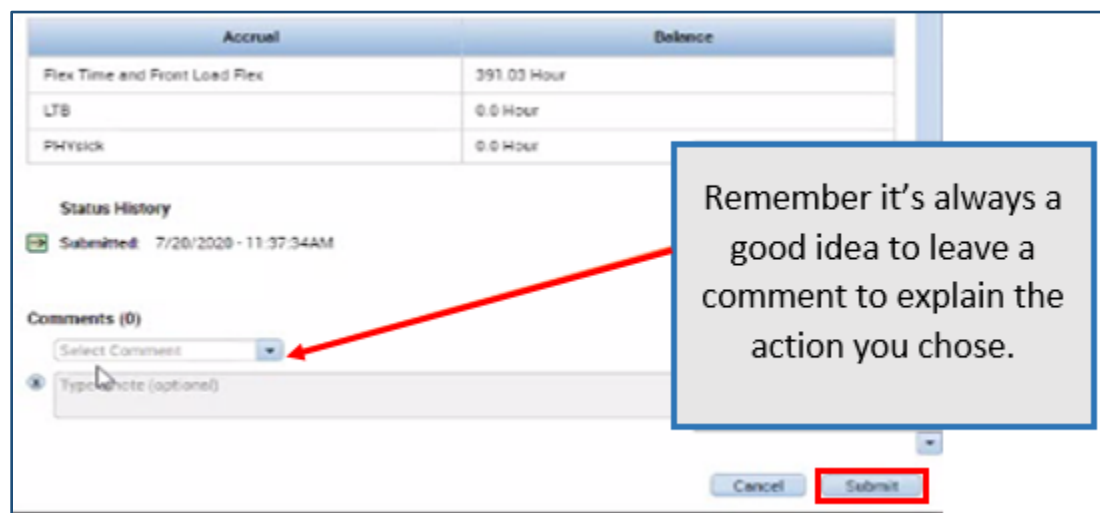 Accrual Balance
Flex Time and Front Load Flex 391.03 Hour
LTB 0.0 Hour
PHYsick 0.0 Hour
Status History
Submitted: 7/20/2020 - 11:37:34AM
Remember it's always a
good idea to leave a
comment to explain the
action you chose.
Comments (0)
Select Comment
Type a note (optional)
Cancel Submit